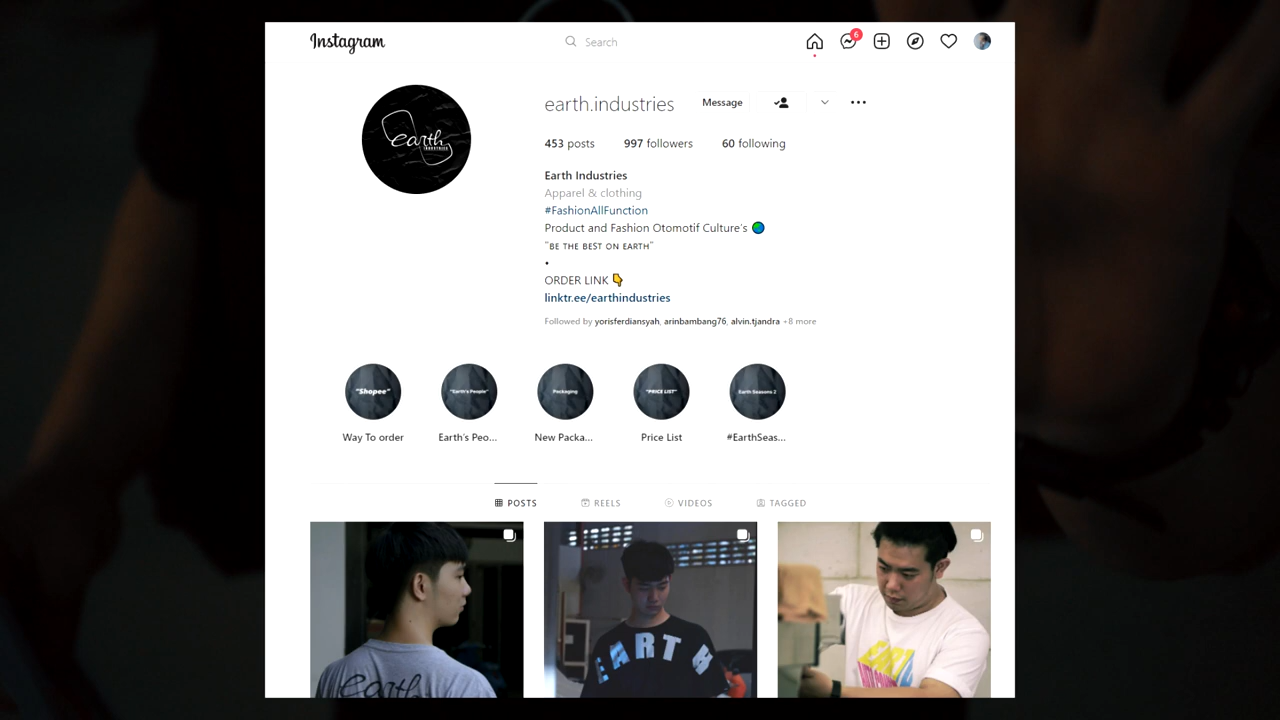 Instagram
Search
6
earth
INDUSTRIES
earth.industries
Message
453 posts
997 followers
60 following
Earth Industries
Apparel & clothing
#FashionAllFunction
Product and Fashion Otomotif Culture's
"BE THE BEST ON EARTH"
•
ORDER LINK
linktr.ee/earthindustries
Followed by yorisferdiansyah, arinbambang76, alvin.tjandra +8 more
"Shopee"
"Earth's People"
Packaging
"PRICE LIST"
Earth Seasons 2
Way To order
Earth's Peo...
New Packa...
Price List
#EarthSeas...
POSTS
REELS
VIDEOS
TAGGED
earth
EARTH